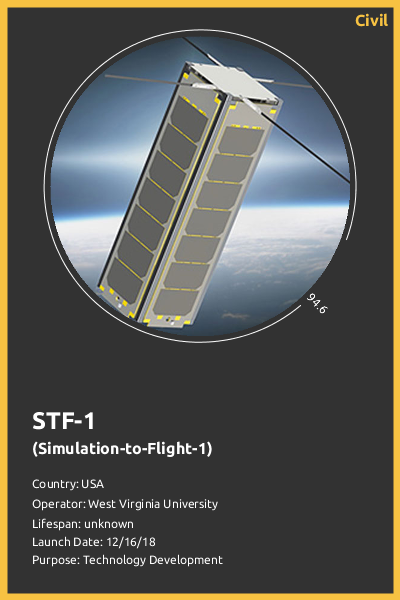 Civil
94.6
STF-1
(Simulation-to-Flight-1)
Country: USA
Operator: West Virginia University
Lifespan: unknown
Launch Date: 12/16/18
Purpose: Technology Development